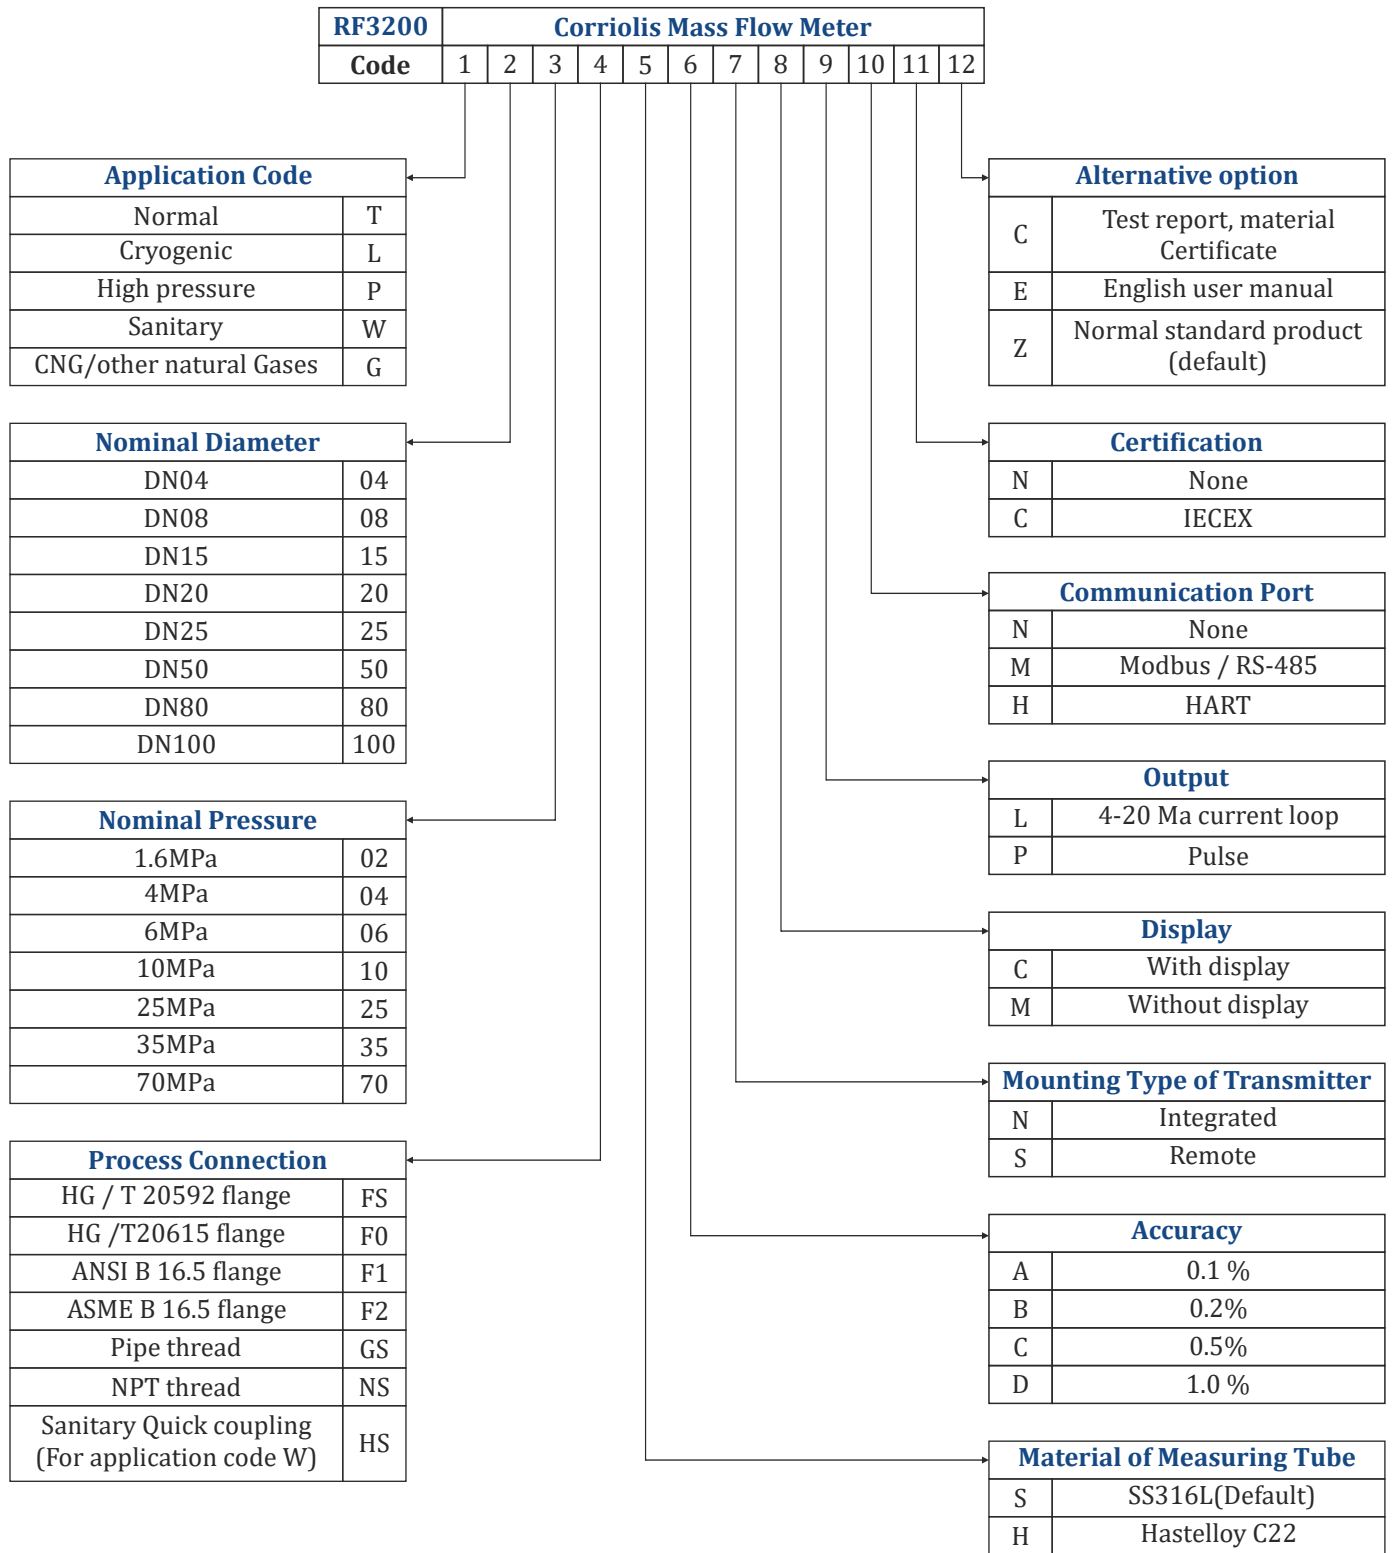 RF3200 Corriolis Mass Flow Meter
Code 1 2 3 4 5 6 7 8 9 10 11 12
Application Code
Normal T
Cryogenic L
High pressure P
Sanitary W
CNG/other natural Gases G
Nominal Diameter
DN04 04
DN08 08
DN15 15
DN20 20
DN25 25
DN50 50
DN80 80
DN100 100
Nominal Pressure
1.6MPa 02
4MPa 04
6MPa 06
10MPa 10
25MPa 25
35MPa 35
70MPa 70
Process Connection
HG / T 20592 flange FS
HG /T20615 flange F0
ANSI B 16.5 flange F1
ASME B 16.5 flange F2
Pipe thread GS
NPT thread NS
Sanitary Quick coupling
(For application code W) HS
Alternative option
C Test report, material
Certificate
E English user manual
Z Normal standard product
(default)
Certification
N None
C IECEX
Communication Port
N None
M Modbus / RS-485
H HART
Output
L 4-20 Ma current loop
P Pulse
Display
C With display
M Without display
Mounting Type of Transmitter
N Integrated
S Remote
Accuracy
A 0.1 %
B 0.2%
C 0.5%
D 1.0 %
Material of Measuring Tube
S SS316L(Default)
H Hastelloy C22